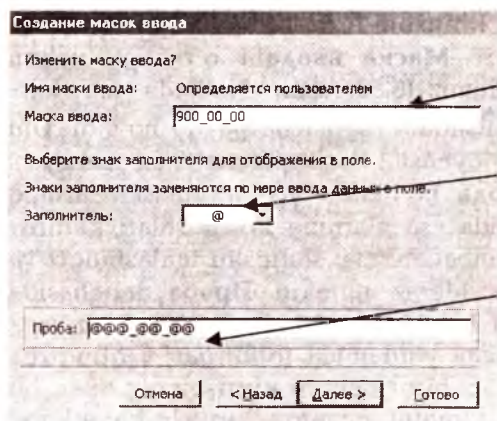 Создание масок ввода
Изменить маску ввода?
Имя маски ввода: Определяется пользователем
Маска ввода: 900_00_00
Выберите знак заполнителя для отображения в поле.
Знаки заполнителя заменяются по мере ввода данных в поле.
Заполнитель: @
Проба: @@@_@@_@@
Отмена < Назад Далее > Готово